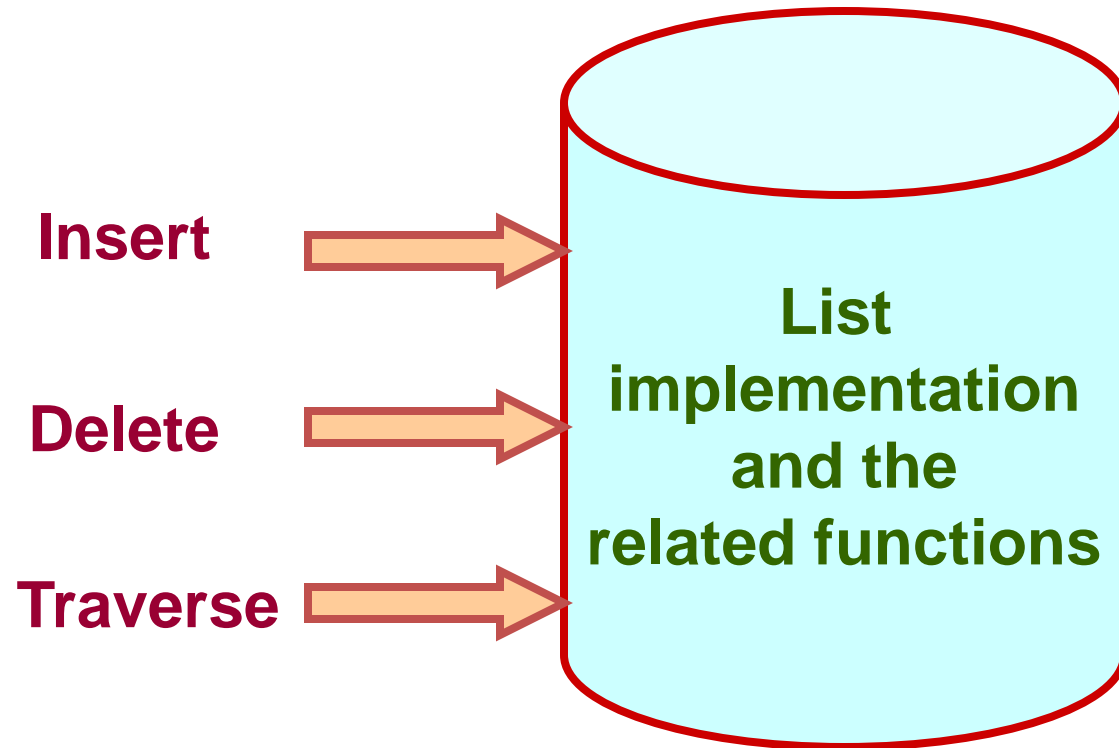 Insert
Delete
Traverse
List
implementation
and the
related functions